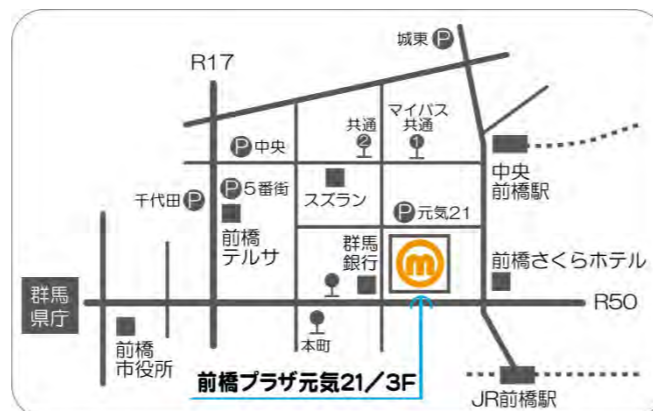 城東 P
R17
マイバス
共通 共通
2 1
P 中央
中央
前橋駅
スズラン
千代田 P
P 5番街
P 元気21
前橋
テルサ
群馬
銀行
m
前橋さくらホテル
群馬
県庁
R50
前橋
市役所
本町
前橋プラザ元気21/3F
JR前橋駅